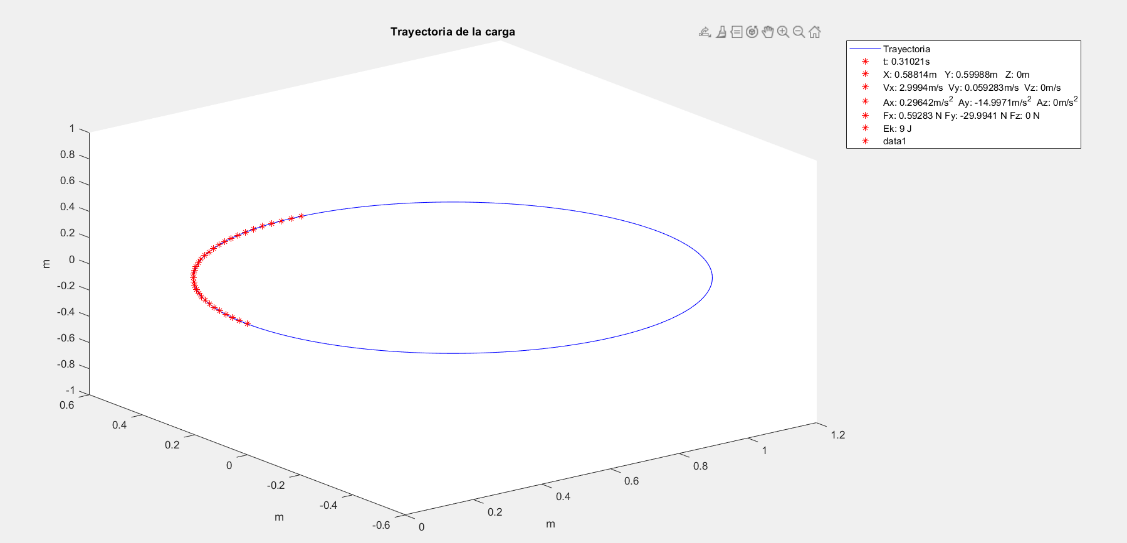 Trayectoria de la carga
Trayectoria
t: 0.31021s
X: 0.58814m Y: 0.59988m Z: 0m
Vx: 2.9994m/s Vy: 0.059283m/s Vz: 0m/s
Ax: 0.29642m/s² Ay: -14.9971m/s² Az: 0m/s²
Fx: 0.59283 N Fy: -29.9941 N Fz: 0 N
Ek: 9 J
data1
1
0.8
0.6
0.4
0.2
0
-0.2
-0.4
-0.6
-0.8
-1
m
0.6
0.4
0.2
0
-0.2
-0.4
-0.6
m
0
0.2
0.4
0.6
0.8
1
1.2
m